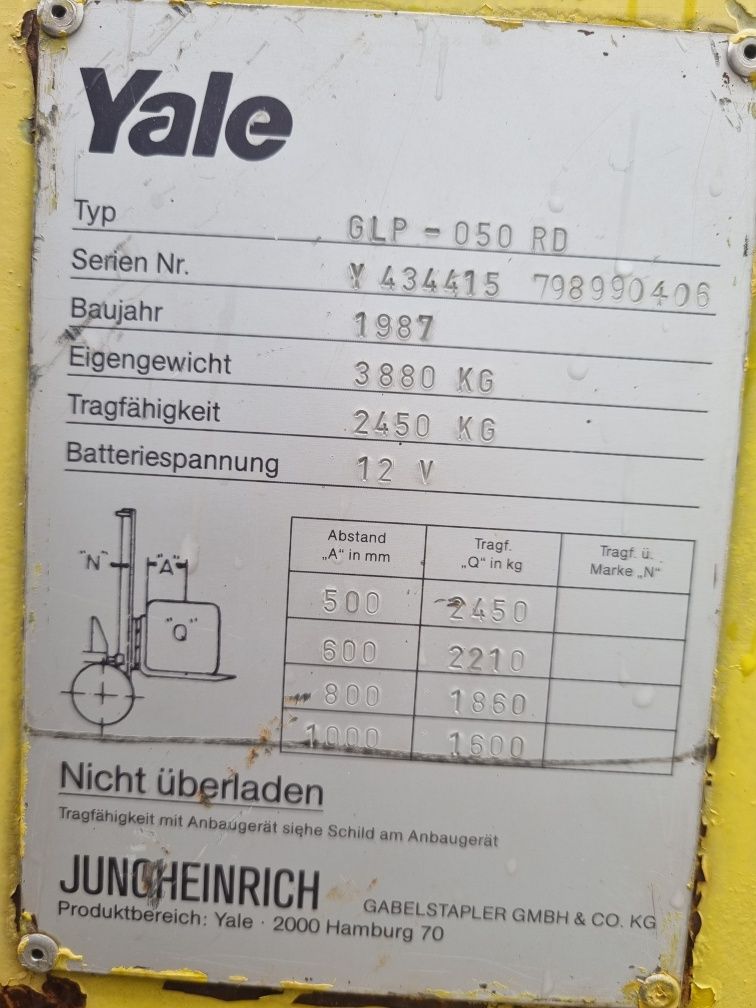 Yale
Typ GLP - 050 RD
Serien Nr. Y 434415 798990406
Baujahr 1987
Eigengewicht 3880 KG
Tragfähigkeit 2450 KG
Batteriespannung 12 V
"N" "A"
"Q"
Abstand „A" in mm Tragf. „Q" in kg Tragf. ü. Marke „N"
500 2450
600 2210
800 1860
1000 1600
Nicht überladen
Tragfähigkeit mit Anbaugerät siehe Schild am Anbaugerät
JUNGHEINRICH GABELSTAPLER GMBH & CO. KG
Produktbereich: Yale · 2000 Hamburg 70